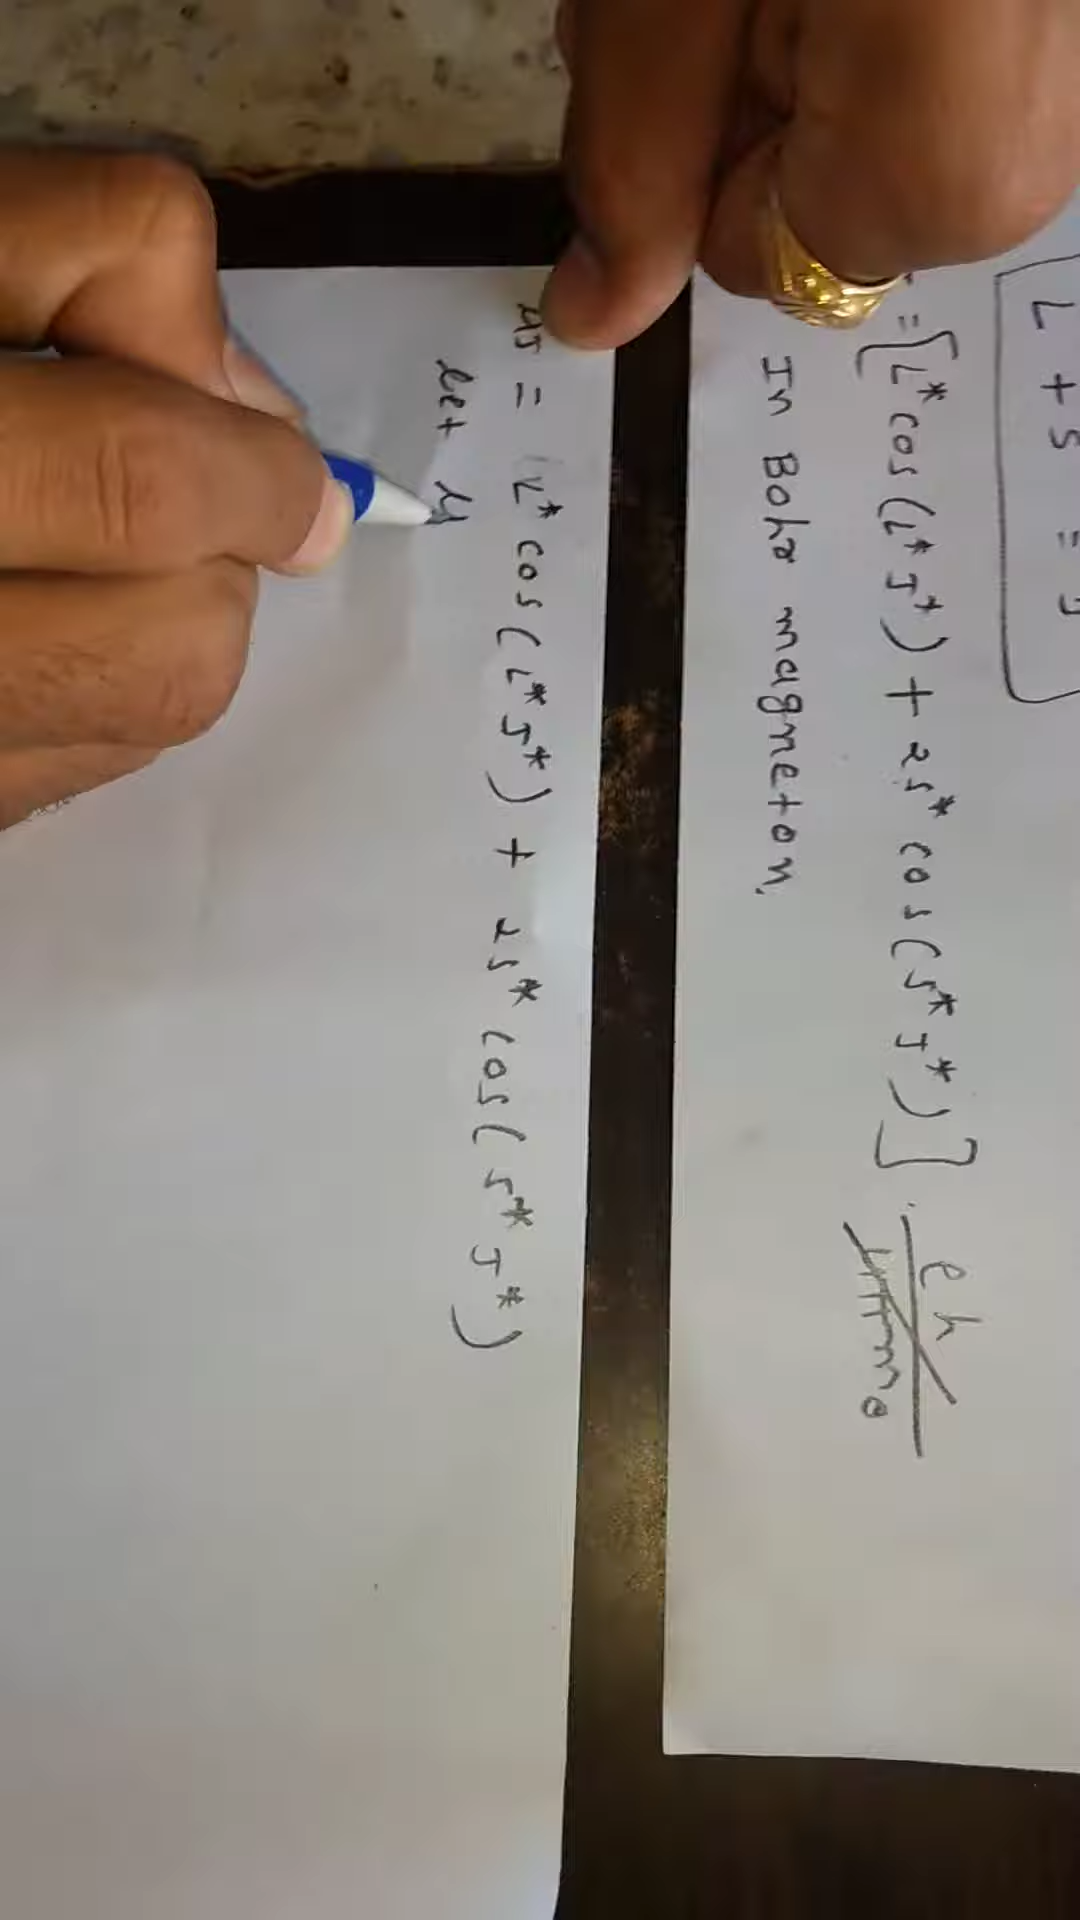 L + S = J
= [L* cos (L* J*) + 2s* cos (s* J*)] · eh / 4πm₀
In Bohr magneton.
μJ = L* cos (L* J*) + 2s* cos (s* J*)
let μ